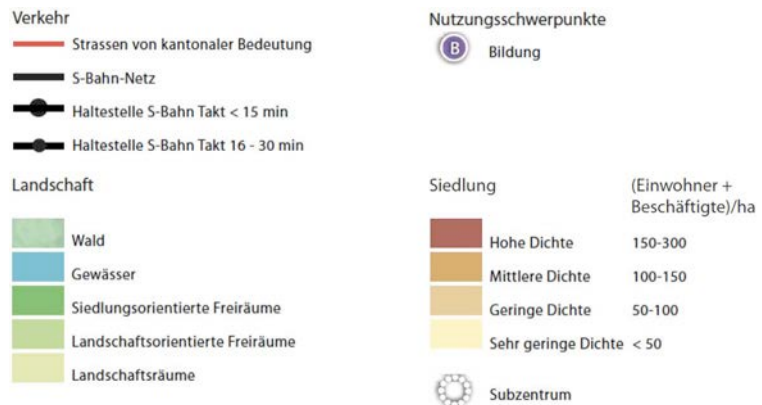 Verkehr
Strassen von kantonaler Bedeutung
S-Bahn-Netz
Haltestelle S-Bahn Takt < 15 min
Haltestelle S-Bahn Takt 16 - 30 min
Nutzungsschwerpunkte
B Bildung
Landschaft
Wald
Gewässer
Siedlungsorientierte Freiräume
Landschaftsorientierte Freiräume
Landschaftsräume
Siedlung (Einwohner +
Beschäftigte)/ha
Hohe Dichte 150-300
Mittlere Dichte 100-150
Geringe Dichte 50-100
Sehr geringe Dichte < 50
Subzentrum